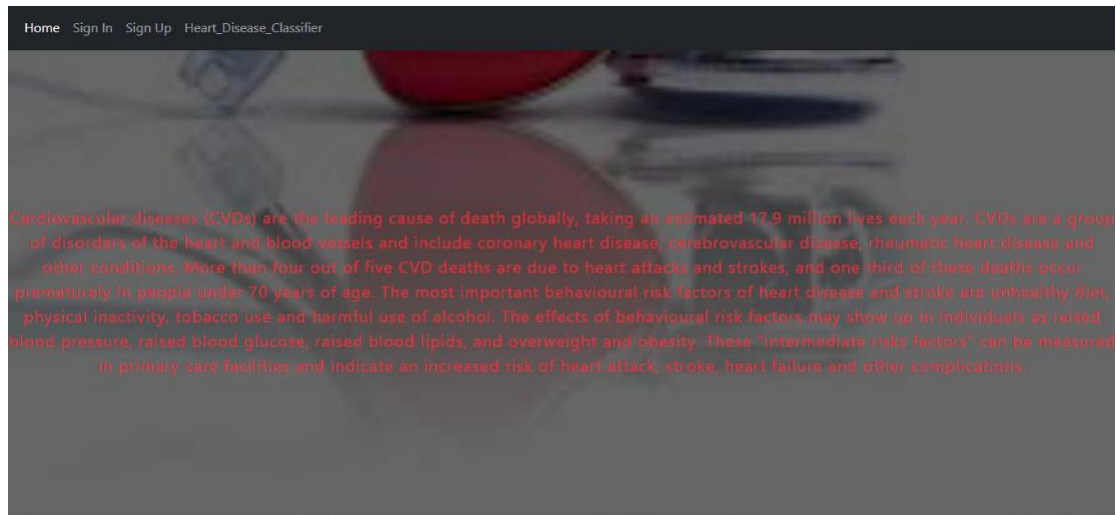 Home Sign In Sign Up Heart_Disease_Classifier
Cardiovascular diseases (CVDs) are the leading cause of death globally, taking an estimated 17.9 million lives each year. CVDs are a group
of disorders of the heart and blood vessels and include coronary heart disease, cerebrovascular disease, rheumatic heart disease and
other conditions. More than four out of five CVD deaths are due to heart attacks and strokes, and one third of these deaths occur
prematurely in people under 70 years of age. The most important behavioural risk factors of heart disease and stroke are unhealthy diet,
physical inactivity, tobacco use and harmful use of alcohol. The effects of behavioural risk factors may show up in individuals as raised
blood pressure, raised blood glucose, raised blood lipids, and overweight and obesity. These "intermediate risks factors" can be measured
in primary care facilities and indicate an increased risk of heart attack, stroke, heart failure and other complications.